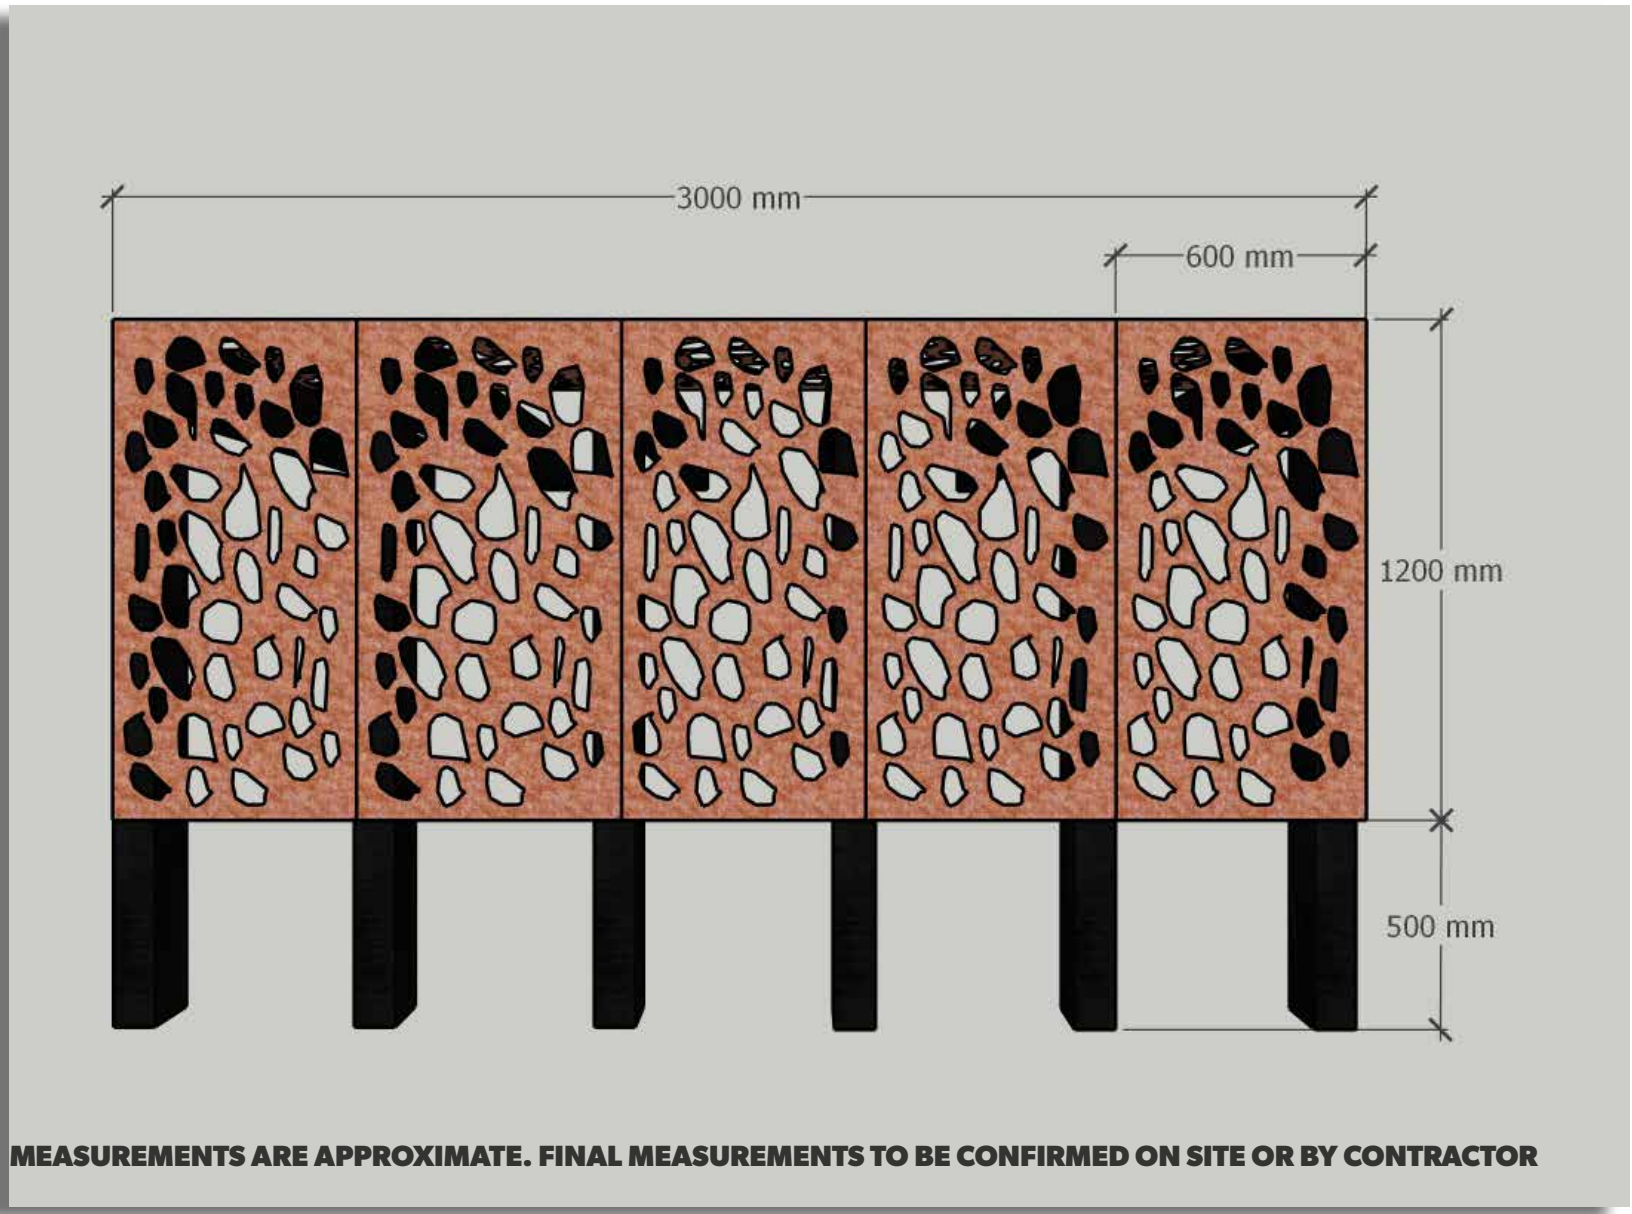 3000 mm
600 mm
1200 mm
500 mm
MEASUREMENTS ARE APPROXIMATE. FINAL MEASUREMENTS TO BE CONFIRMED ON SITE OR BY CONTRACTOR